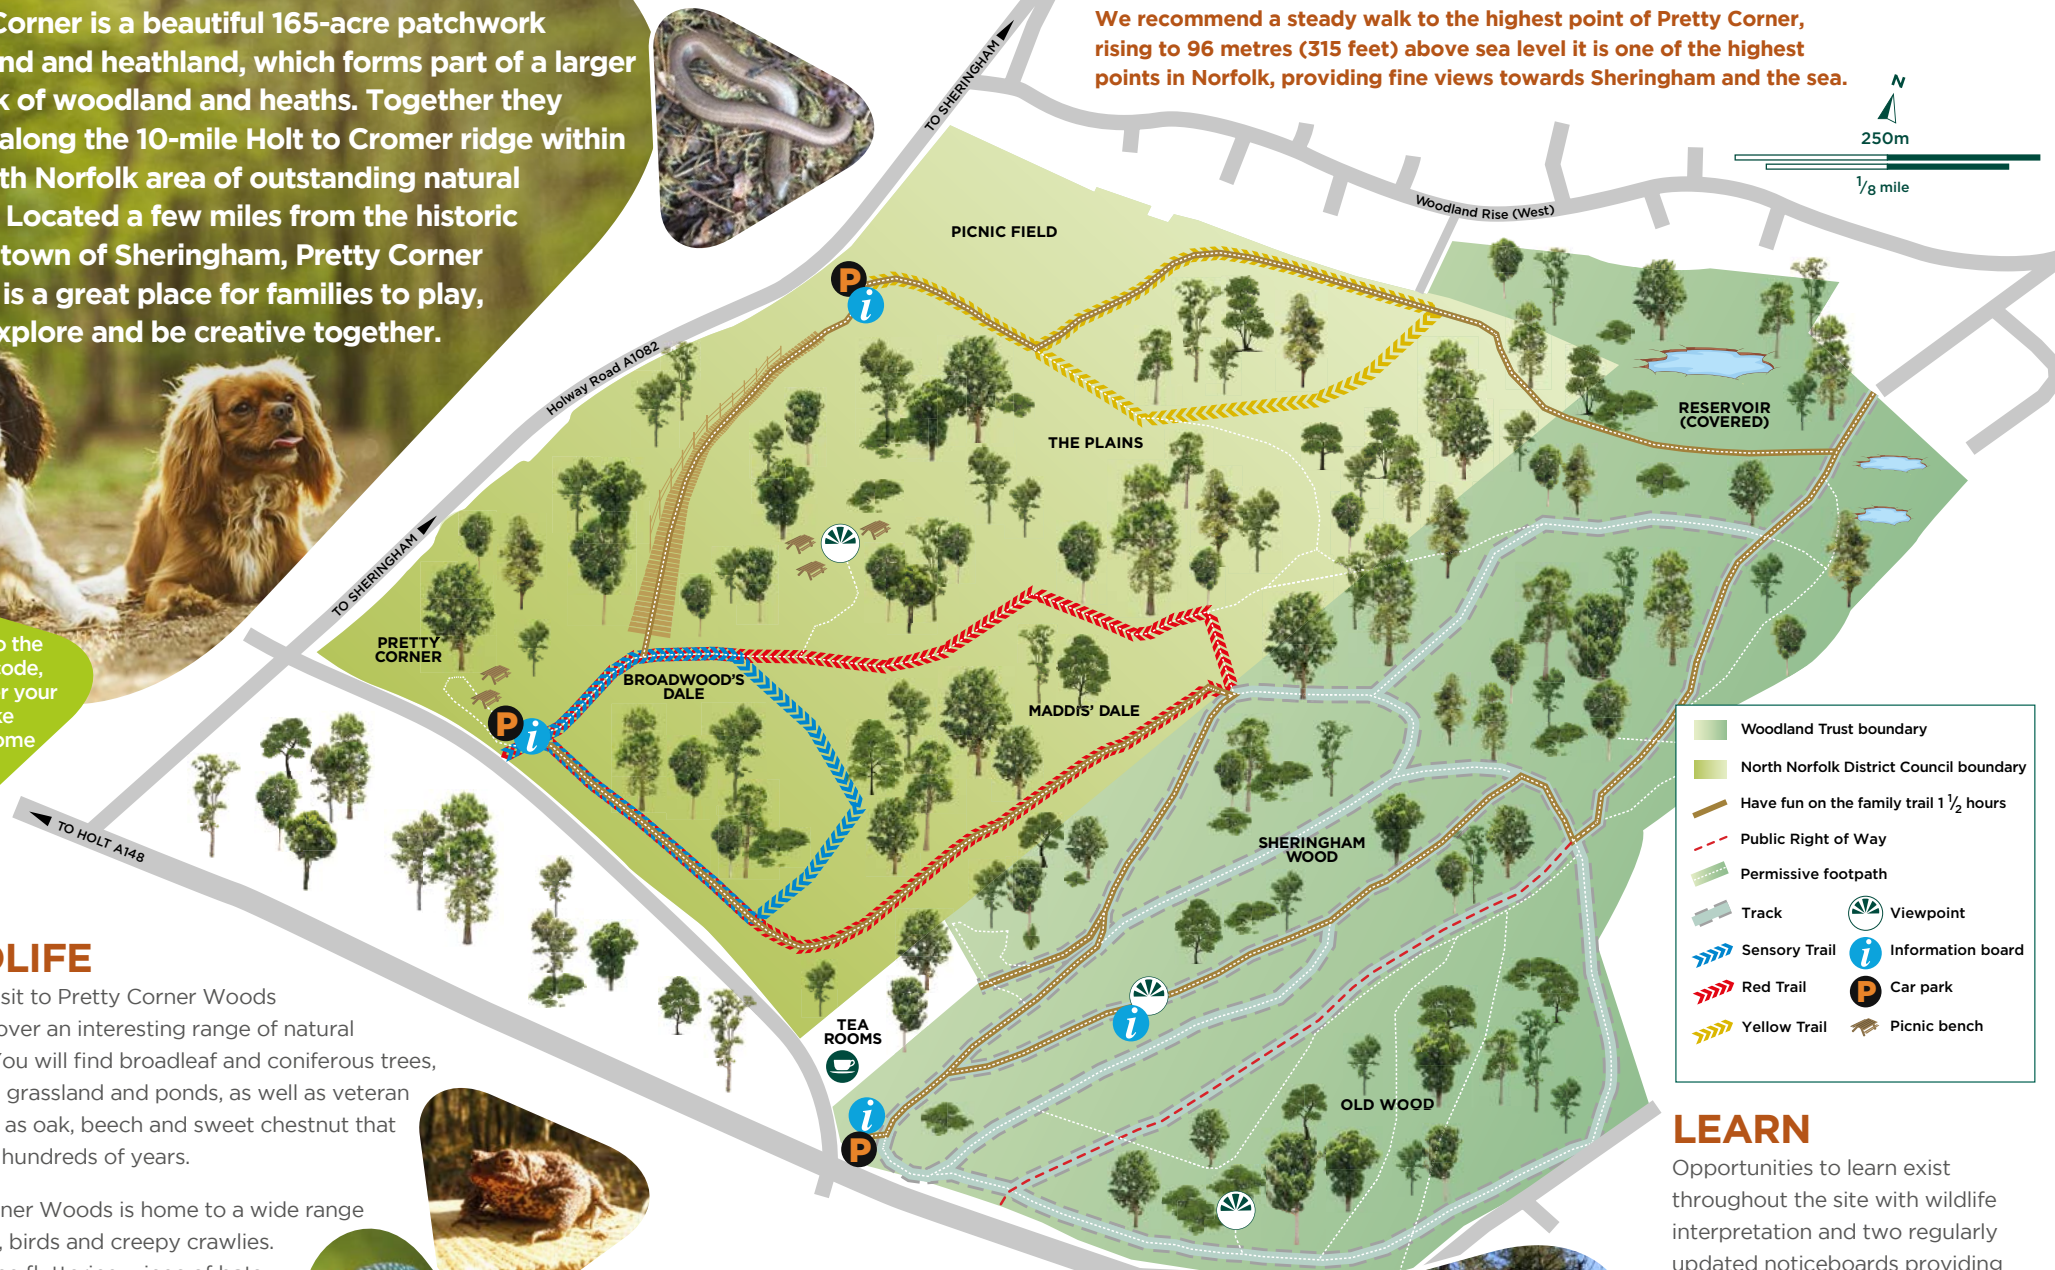 Corner is a beautiful 165-acre patchwork
nd and heathland, which forms part of a larger
k of woodland and heaths. Together they
along the 10-mile Holt to Cromer ridge within
th Norfolk area of outstanding natural
Located a few miles from the historic
town of Sheringham, Pretty Corner
is a great place for families to play,
xplore and be creative together.
We recommend a steady walk to the highest point of Pretty Corner,
rising to 96 metres (315 feet) above sea level it is one of the highest
points in Norfolk, providing fine views towards Sheringham and the sea.
N
250m
1/8 mile
TO SHERINGHAM
Woodland Rise (West)
PICNIC FIELD
P
i
Holway Road A1082
RESERVOIR
(COVERED)
THE PLAINS
TO SHERINGHAM
PRETTY
CORNER
BROADWOOD'S
DALE
MADDIS' DALE
P
i
o the
code,
r your
ke
ome
TO HOLT A148
SHERINGHAM
WOOD
i
TEA
ROOMS
i
P
OLD WOOD
Woodland Trust boundary
North Norfolk District Council boundary
Have fun on the family trail 1 1/2 hours
Public Right of Way
Permissive footpath
Track
Viewpoint
Sensory Trail
i Information board
Red Trail
P Car park
Yellow Trail
Picnic bench
DLIFE
isit to Pretty Corner Woods
over an interesting range of natural
You will find broadleaf and coniferous trees,
grassland and ponds, as well as veteran
as oak, beech and sweet chestnut that
hundreds of years.
ner Woods is home to a wide range
, birds and creepy crawlies.
LEARN
Opportunities to learn exist
throughout the site with wildlife
interpretation and two regularly
updated noticeboards providing